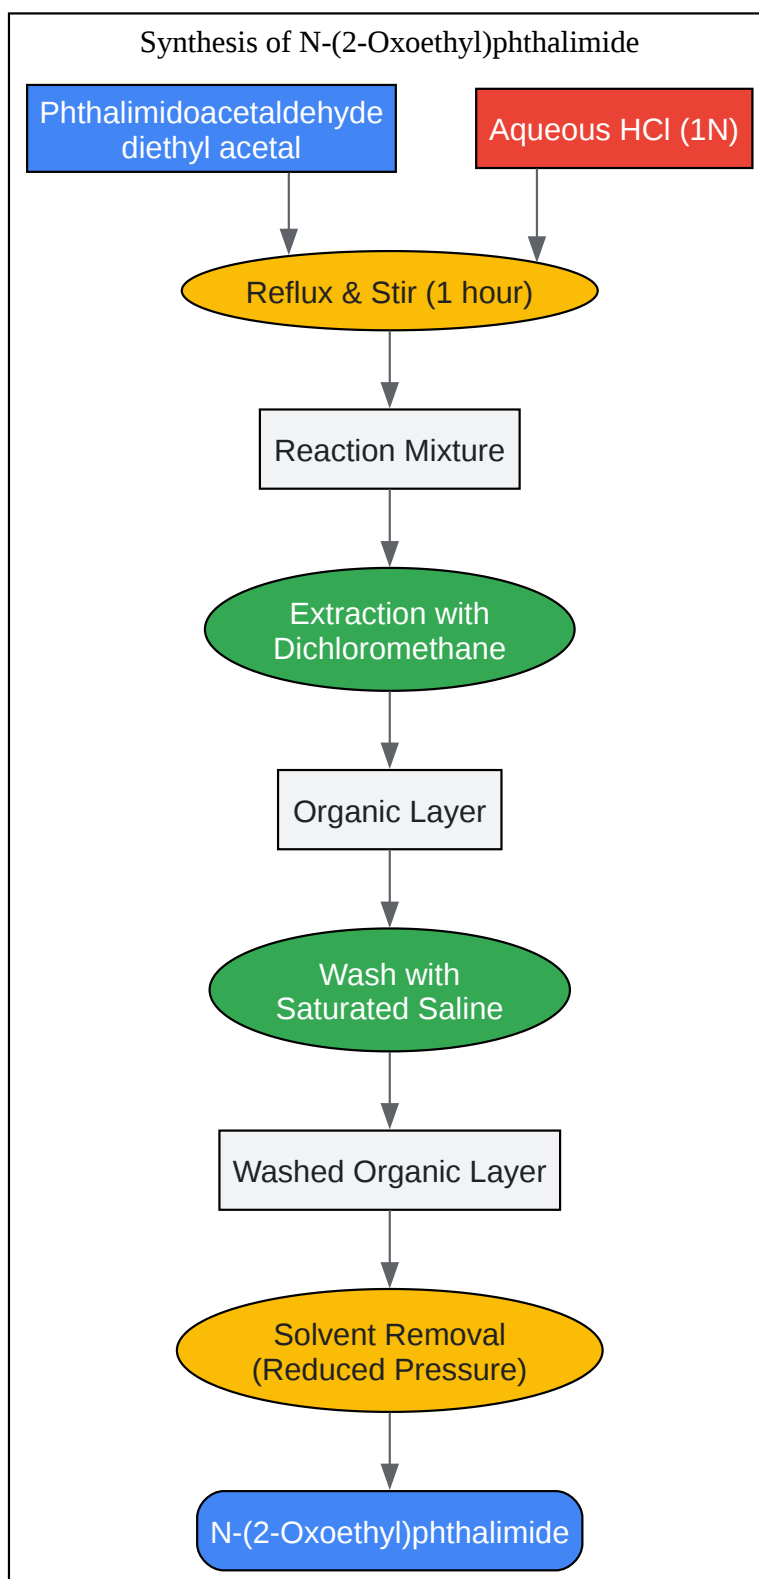 Synthesis of N-(2-Oxoethyl)phthalimide
Phthalimidoacetaldehyde
diethyl acetal
Aqueous HCl (1N)
Reflux & Stir (1 hour)
Reaction Mixture
Extraction with
Dichloromethane
Organic Layer
Wash with
Saturated Saline
Washed Organic Layer
Solvent Removal
(Reduced Pressure)
N-(2-Oxoethyl)phthalimide